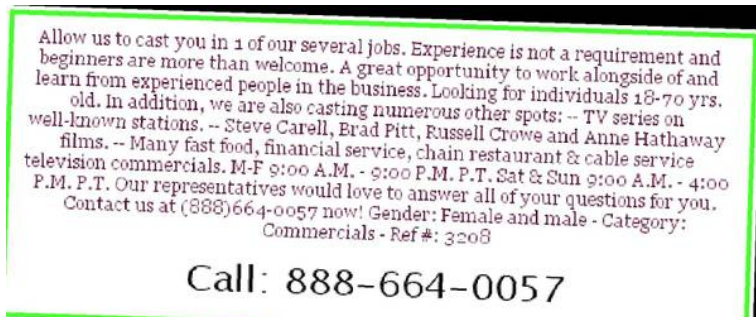 Allow us to cast you in 1 of our several jobs. Experience is not a requirement and
beginners are more than welcome. A great opportunity to work alongside of and
learn from experienced people in the business. Looking for individuals 18-70 yrs.
old. In addition, we are also casting numerous other spots: -- TV series on
well-known stations. -- Steve Carell, Brad Pitt, Russell Crowe and Anne Hathaway
films. -- Many fast food, financial service, chain restaurant & cable service
television commercials. M-F 9:00 A.M. - 9:00 P.M. P.T. Sat & Sun 9:00 A.M. - 4:00
P.M. P.T. Our representatives would love to answer all of your questions for you.
Contact us at (888)664-0057 now! Gender: Female and male - Category:
Commercials - Ref #: 3208
Call: 888-664-0057